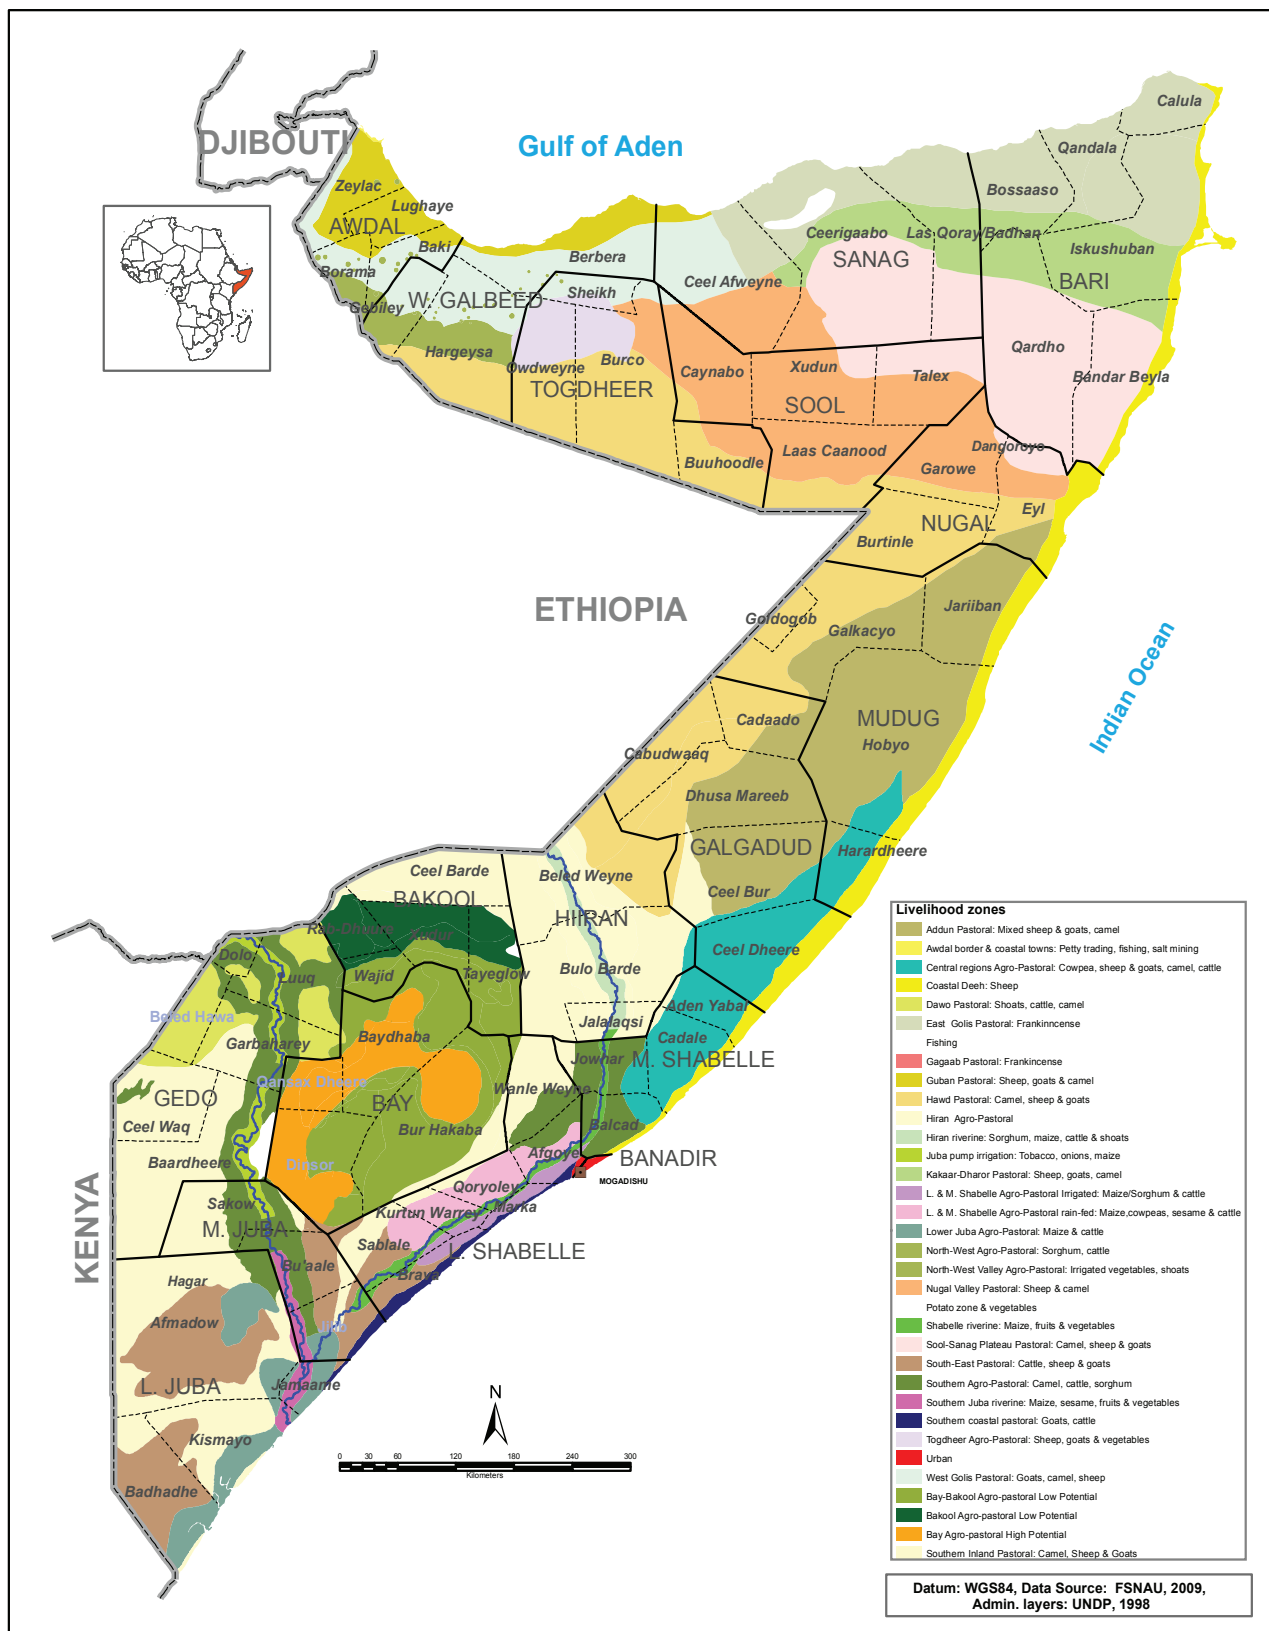 DJIBOUTI
Gulf of Aden
Calula
Qandala
Bossaaso
Zeylac
Lughaye
AWDAL
Baki
Borama
Berbera
Ceerigaabo
Las Qoray/Badhan
SANAG
Iskushuban
BARI
Ceel Afweyne
Sheikh
W. GALBEED
Gebiley
Hargeysa
Owdweyne
Burco
TOGDHEER
Caynabo
Xudun
Talex
SOOL
Qardho
Bandar Beyla
Dangoroyo
Laas Caanood
Garowe
Buuhoodle
Eyl
NUGAL
Burtinle
ETHIOPIA
Goldogob
Galkacyo
Jariiban
Indian Ocean
MUDUG
Hobyo
Cadaado
Cabudwaaq
Dhusa Mareeb
GALGADUD
Harardheere
Ceel Barde
Beled Weyne
Ceel Bur
BAKOOL
HIIRAN
Rab-Dhuure
Xudur
Ceel Dheere
Dolo
Luuq
Wajid
Tayeglow
Bulo Barde
Aden Yabal
Beled Hawa
Baydhaba
Jalalaqsi
Cadale
Garbaharey
Jowhar
M. SHABELLE
Qansax Dheere
Wanle Weyne
GEDO
BAY
Ceel Waq
Bur Hakaba
Balcad
Baardheere
Dinsor
Afgoye
BANADIR
MOGADISHU
Qoryoley
Sakow
Kurtun Warrey
Marka
M. JUBA
Sablale
L. SHABELLE
KENYA
Bu'aale
Brava
Hagar
Afmadow
Jilib
L. JUBA
Jamaame
Kismayo
Badhadhe
N
0 30 60 120 180 240 300
Kilometers
Livelihood zones
Addun Pastoral: Mixed sheep & goats, camel
Awdal border & coastal towns: Petty trading, fishing, salt mining
Central regions Agro-Pastoral: Cowpea, sheep & goats, camel, cattle
Coastal Deeh: Sheep
Dawo Pastoral: Shoats, cattle, camel
East Golis Pastoral: Frankinncense
Fishing
Gagaab Pastoral: Frankincense
Guban Pastoral: Sheep, goats & camel
Hawd Pastoral: Camel, sheep & goats
Hiran Agro-Pastoral
Hiran riverine: Sorghum, maize, cattle & shoats
Juba pump irrigation: Tobacco, onions, maize
Kakaar-Dharor Pastoral: Sheep, goats, camel
L. & M. Shabelle Agro-Pastoral Irrigated: Maize/Sorghum & cattle
L. & M. Shabelle Agro-Pastoral rain-fed: Maize,cowpeas, sesame & cattle
Lower Juba Agro-Pastoral: Maize & cattle
North-West Agro-Pastoral: Sorghum, cattle
North-West Valley Agro-Pastoral: Irrigated vegetables, shoats
Nugal Valley Pastoral: Sheep & camel
Potato zone & vegetables
Shabelle riverine: Maize, fruits & vegetables
Sool-Sanag Plateau Pastoral: Camel, sheep & goats
South-East Pastoral: Cattle, sheep & goats
Southern Agro-Pastoral: Camel, cattle, sorghum
Southern Juba riverine: Maize, sesame, fruits & vegetables
Southern coastal pastoral: Goats, cattle
Togdheer Agro-Pastoral: Sheep, goats & vegetables
Urban
West Golis Pastoral: Goats, camel, sheep
Bay-Bakool Agro-pastoral Low Potential
Bakool Agro-pastoral Low Potential
Bay Agro-pastoral High Potential
Southern Inland Pastoral: Camel, Sheep & Goats
Datum: WGS84, Data Source: FSNAU, 2009,
Admin. layers: UNDP, 1998